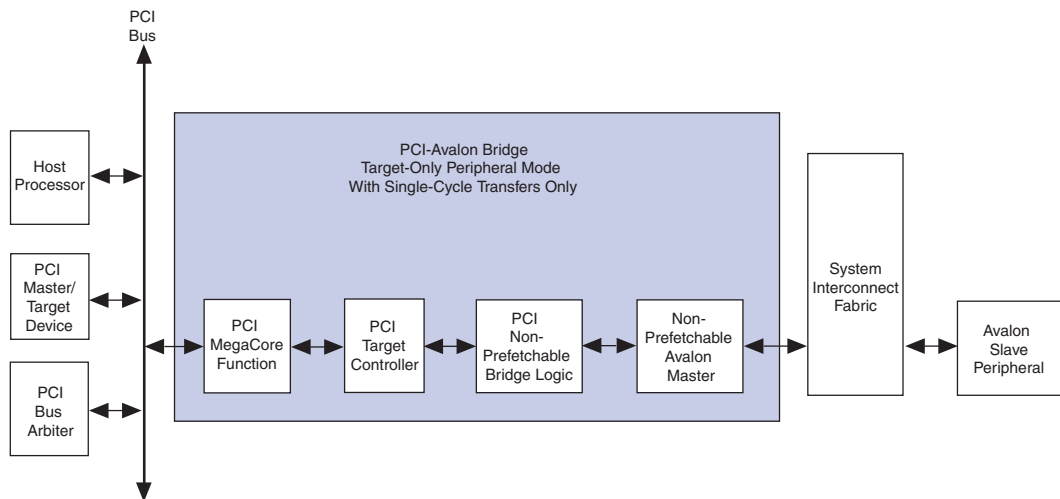 PCI
Bus
Host
Processor
PCI
Master/
Target
Device
PCI
Bus
Arbiter
PCI-Avalon Bridge
Target-Only Peripheral Mode
With Single-Cycle Transfers Only
PCI
MegaCore
Function
PCI
Target
Controller
PCI
Non-
Prefetchable
Bridge Logic
Non-
Prefetchable
Avalon
Master
System
Interconnect
Fabric
Avalon
Slave
Peripheral